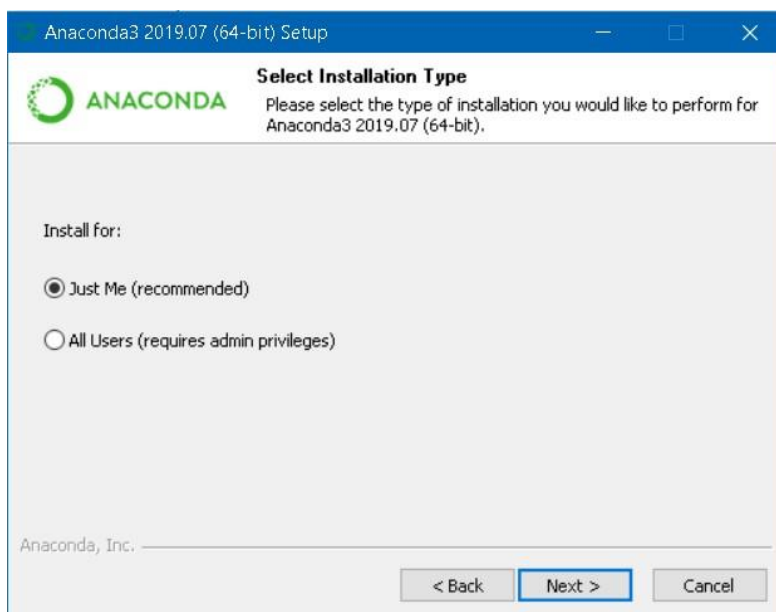 Anaconda3 2019.07 (64-bit) Setup
ANACONDA
Select Installation Type
Please select the type of installation you would like to perform for
Anaconda3 2019.07 (64-bit).
Install for:
Just Me (recommended)
All Users (requires admin privileges)
Anaconda, Inc.
< Back Next > Cancel